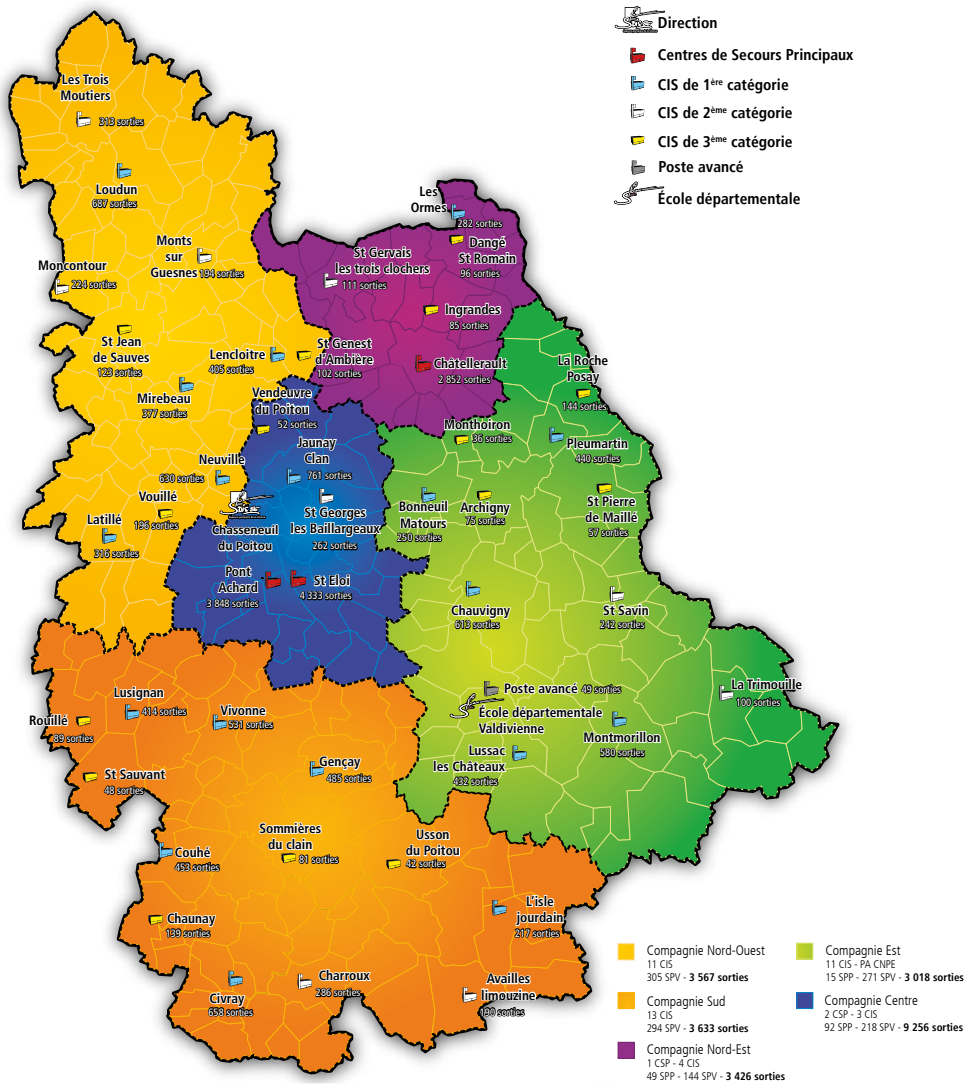 Direction
Centres de Secours Principaux
CIS de 1ère catégorie
CIS de 2ème catégorie
CIS de 3ème catégorie
Poste avancé
École départementale
Les Trois
Moutiers
313 sorties
Loudun
687 sorties
Monts
sur
Guesnes 194 sorties
Moncontour
224 sorties
St Jean
de Sauves
123 sorties
Lencloitre
405 sorties
St Genest
d'Ambière
102 sorties
Mirebeau
377 sorties
Neuville
630 sorties
Vouillé
196 sorties
Latillé
316 sorties
Les
Ormes
282 sorties
Dangé
St Romain
96 sorties
St Gervais
les trois clochers
111 sorties
Ingrandes
85 sorties
Châtellerault
2 852 sorties
Vendeuvre
du Poitou
52 sorties
Jaunay
Clan
761 sorties
St Georges
les Baillargeaux
262 sorties
Chasseneuil
du Poitou
Pont
Achard
3 848 sorties
St Eloi
4 333 sorties
La Roche
Posay
144 sorties
Monthoiron
36 sorties
Pleumartin
440 sorties
Bonneuil
Matours
250 sorties
Archigny
75 sorties
St Pierre
de Maillé
57 sorties
Chauvigny
613 sorties
St Savin
242 sorties
Poste avancé 49 sorties
École départementale
Valdivienne
La Trimouille
100 sorties
Montmorillon
580 sorties
Lussac
les Châteaux
432 sorties
Lusignan
414 sorties
Rouillé
89 sorties
Vivonne
531 sorties
St Sauvant
48 sorties
Gençay
485 sorties
Sommières
du clain
81 sorties
Usson
du Poitou
42 sorties
Couhé
453 sorties
Chaunay
139 sorties
L'isle
jourdain
217 sorties
Civray
658 sorties
Charroux
286 sorties
Availles
limouzine
190 sorties
Compagnie Nord-Ouest
11 CIS
305 SPV - 3 567 sorties
Compagnie Sud
13 CIS
294 SPV - 3 633 sorties
Compagnie Nord-Est
1 CSP - 4 CIS
49 SPP - 144 SPV - 3 426 sorties
Compagnie Est
11 CIS - PA CNPE
15 SPP - 271 SPV - 3 018 sorties
Compagnie Centre
2 CSP - 3 CIS
92 SPP - 218 SPV - 9 256 sorties